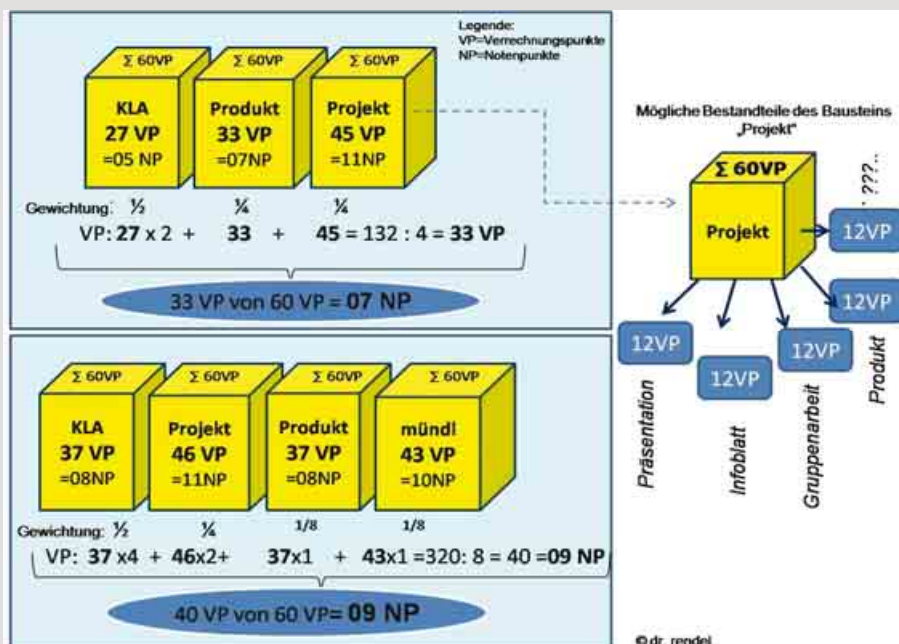 Legende:
VP=Verrechnungspunkte
NP=Notenpunkte
Σ 60VP
Σ 60VP
Σ 60VP
KLA
27 VP
=05 NP
Produkt
33 VP
=07NP
Projekt
45 VP
=11NP
Gewichtung: ½ ¼ ¼
VP: 27 x 2 + 33 + 45 = 132 : 4 = 33 VP
33 VP von 60 VP = 07 NP
Σ 60VP
Σ 60VP
Σ 60VP
Σ 60VP
KLA
37 VP
=08NP
Projekt
46 VP
=11NP
Produkt
37 VP
=08NP
mündl
43 VP
=10NP
Gewichtung: ½ ¼ 1/8 1/8
VP: 37 x4 + 46x2+ 37x1 + 43x1 =320: 8 = 40 =09 NP
40 VP von 60 VP= 09 NP
Mögliche Bestandteile des Bausteins
„Projekt"
Σ 60VP
Projekt
???..
12VP
12VP
12VP
12VP
12VP
Präsentation
Infoblatt
Gruppenarbeit
Produkt
© dr. rendel